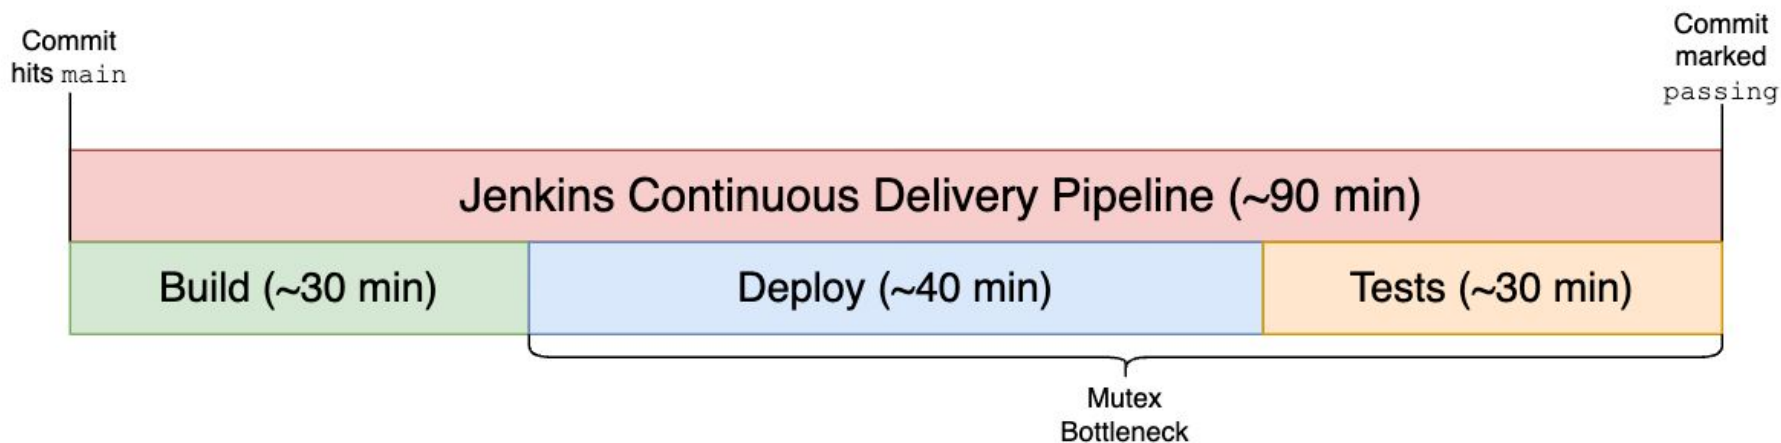 Commit
hits main
Commit
marked
passing
Jenkins Continuous Delivery Pipeline (~90 min)
Build (~30 min)
Deploy (~40 min)
Tests (~30 min)
Mutex
Bottleneck